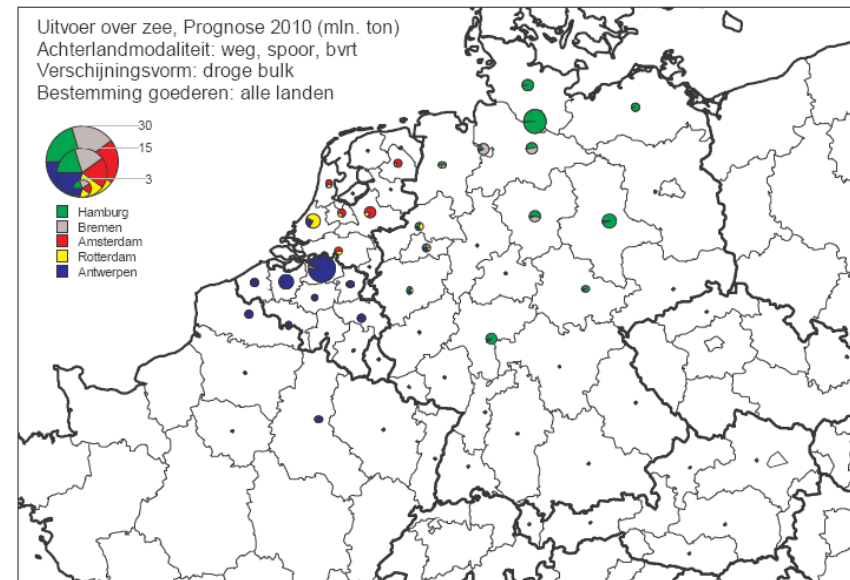 Uitvoer over zee, Prognose 2010 (mln. ton)
Achterlandmodaliteit: weg, spoor, bvrt
Verschijningsvorm: droge bulk
Bestemming goederen: alle landen
30
15
3
Hamburg
Bremen
Amsterdam
Rotterdam
Antwerpen